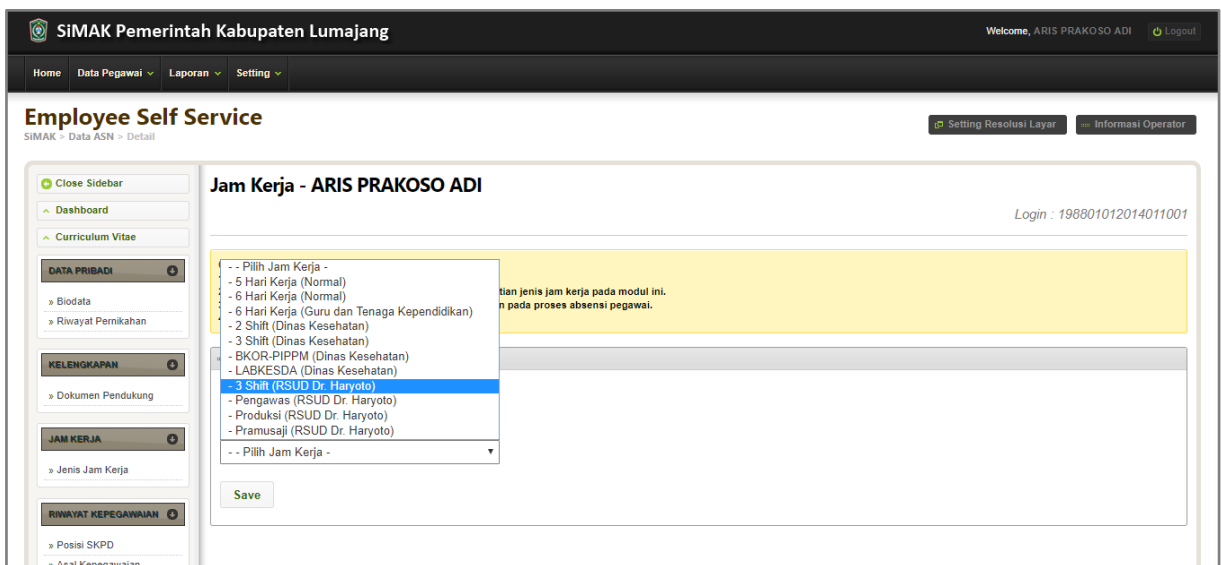 SiMAK Pemerintah Kabupaten Lumajang
Welcome, ARIS PRAKOSO ADI
Logout
Home Data Pegawai Laporan Setting
Employee Self Service
SiMAK > Data ASN > Detail
Setting Resolusi Layar
Informasi Operator
Close Sidebar
Dashboard
Curriculum Vitae
DATA PRIBADI
» Biodata
» Riwayat Pernikahan
KELENGKAPAN
» Dokumen Pendukung
JAM KERJA
» Jenis Jam Kerja
RIWAYAT KEPEGAWAIAN
» Posisi SKPD
» Asal Kepegawaian
Jam Kerja - ARIS PRAKOSO ADI
Login : 198801012014011001
tian jenis jam kerja pada modul ini.
n pada proses absensi pegawai.
- - Pilih Jam Kerja -
- 5 Hari Kerja (Normal)
- 6 Hari Kerja (Normal)
- 6 Hari Kerja (Guru dan Tenaga Kependidikan)
- 2 Shift (Dinas Kesehatan)
- 3 Shift (Dinas Kesehatan)
- BKOR-PIPPM (Dinas Kesehatan)
- LABKESDA (Dinas Kesehatan)
- 3 Shift (RSUD Dr. Haryoto)
- Pengawas (RSUD Dr. Haryoto)
- Produksi (RSUD Dr. Haryoto)
- Pramusaji (RSUD Dr. Haryoto)
- - Pilih Jam Kerja -
Save